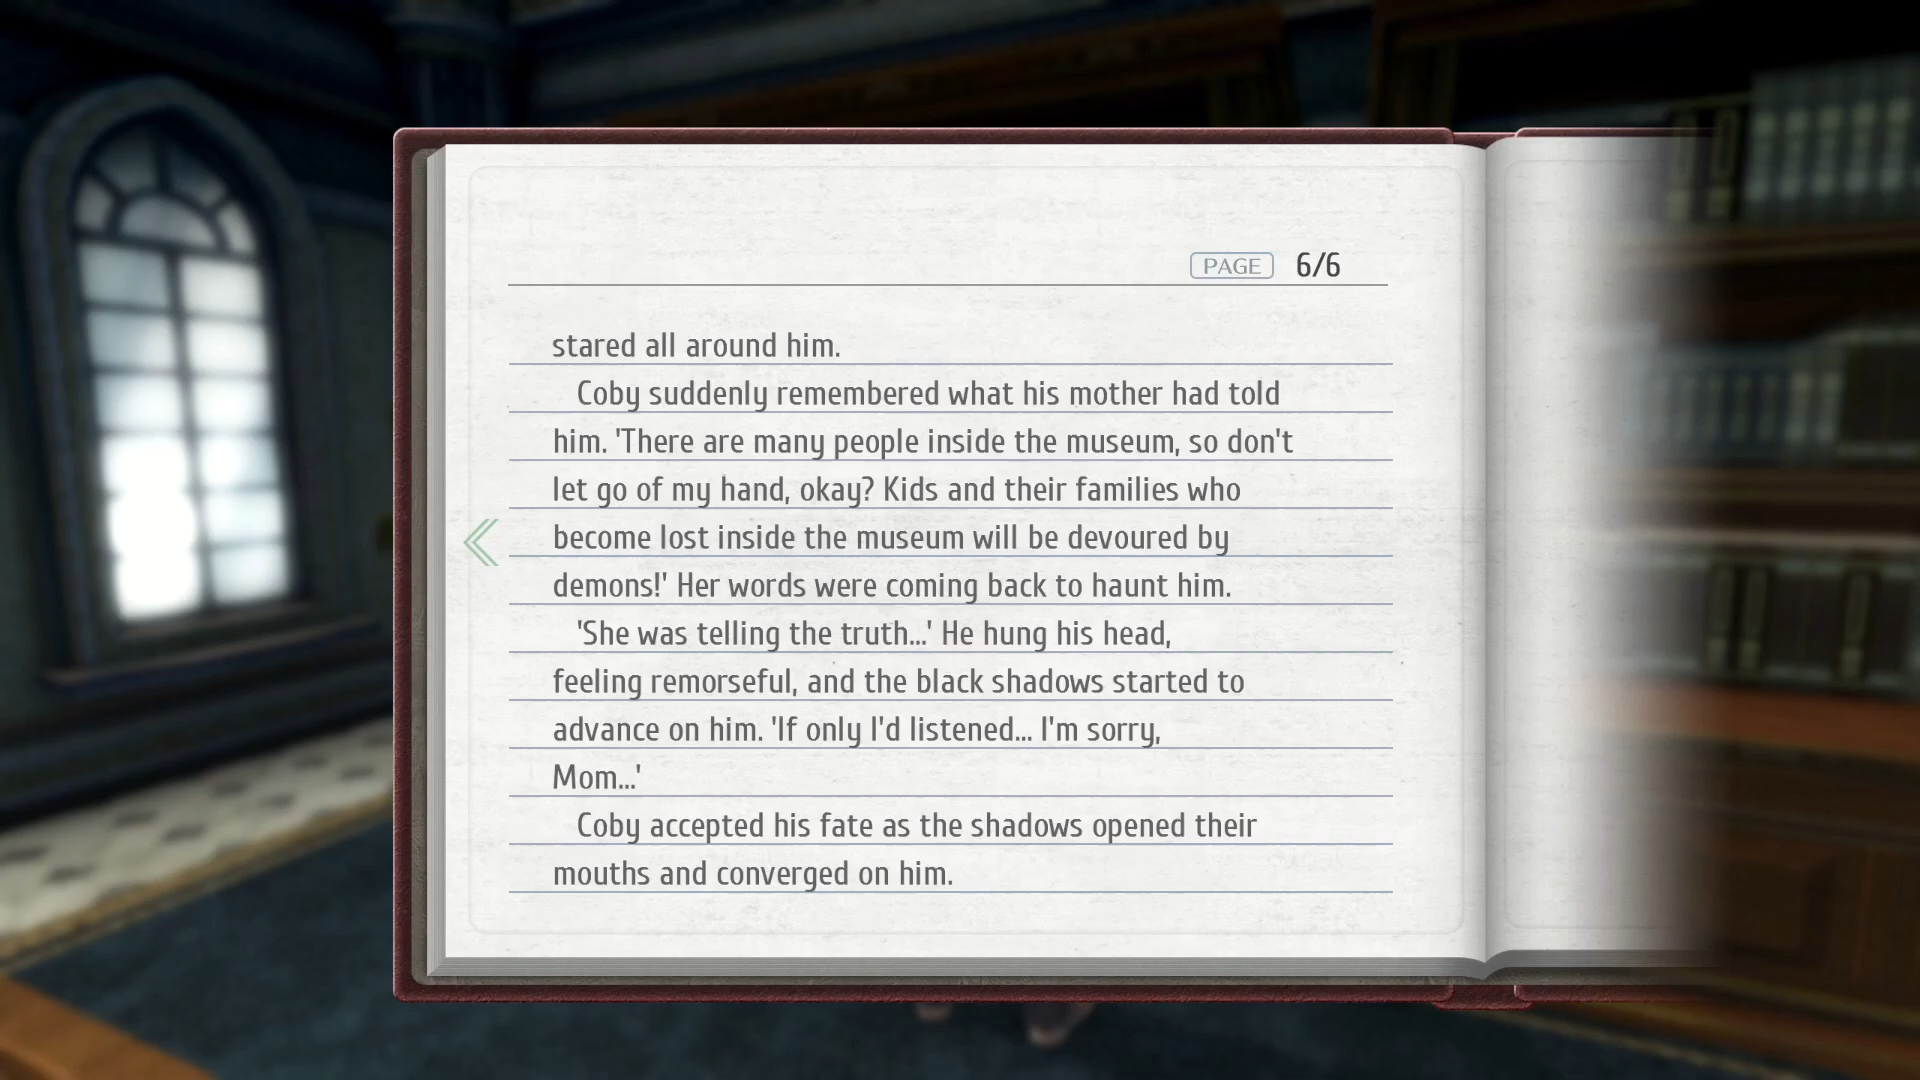 PAGE 6/6
stared all around him.
Coby suddenly remembered what his mother had told
him. 'There are many people inside the museum, so don't
let go of my hand, okay? Kids and their families who
become lost inside the museum will be devoured by
demons!' Her words were coming back to haunt him.
'She was telling the truth...' He hung his head,
feeling remorseful, and the black shadows started to
advance on him. 'If only I'd listened... I'm sorry,
Mom...'
Coby accepted his fate as the shadows opened their
mouths and converged on him.